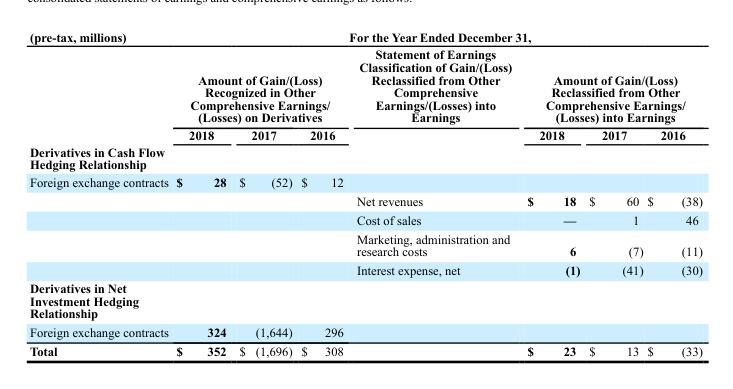 consolidated statements of earnings and comprehensive earnings as follows:
(pre-tax, millions) For the Year Ended December 31,
Amount of Gain/(Loss)
Recognized in Other
Comprehensive Earnings/
(Losses) on Derivatives
Statement of Earnings
Classification of Gain/(Loss)
Reclassified from Other
Comprehensive
Earnings/(Losses) into
Earnings
Amount of Gain/(Loss)
Reclassified from Other
Comprehensive Earnings/
(Losses) into Earnings
2018 2017 2016 2018 2017 2016
Derivatives in Cash Flow
Hedging Relationship
Foreign exchange contracts $ 28 $ (52) $ 12
Net revenues $ 18 $ 60 $ (38)
Cost of sales — 1 46
Marketing, administration and
research costs 6 (7) (11)
Interest expense, net (1) (41) (30)
Derivatives in Net
Investment Hedging
Relationship
Foreign exchange contracts 324 (1,644) 296
Total $ 352 $ (1,696) $ 308 $ 23 $ 13 $ (33)